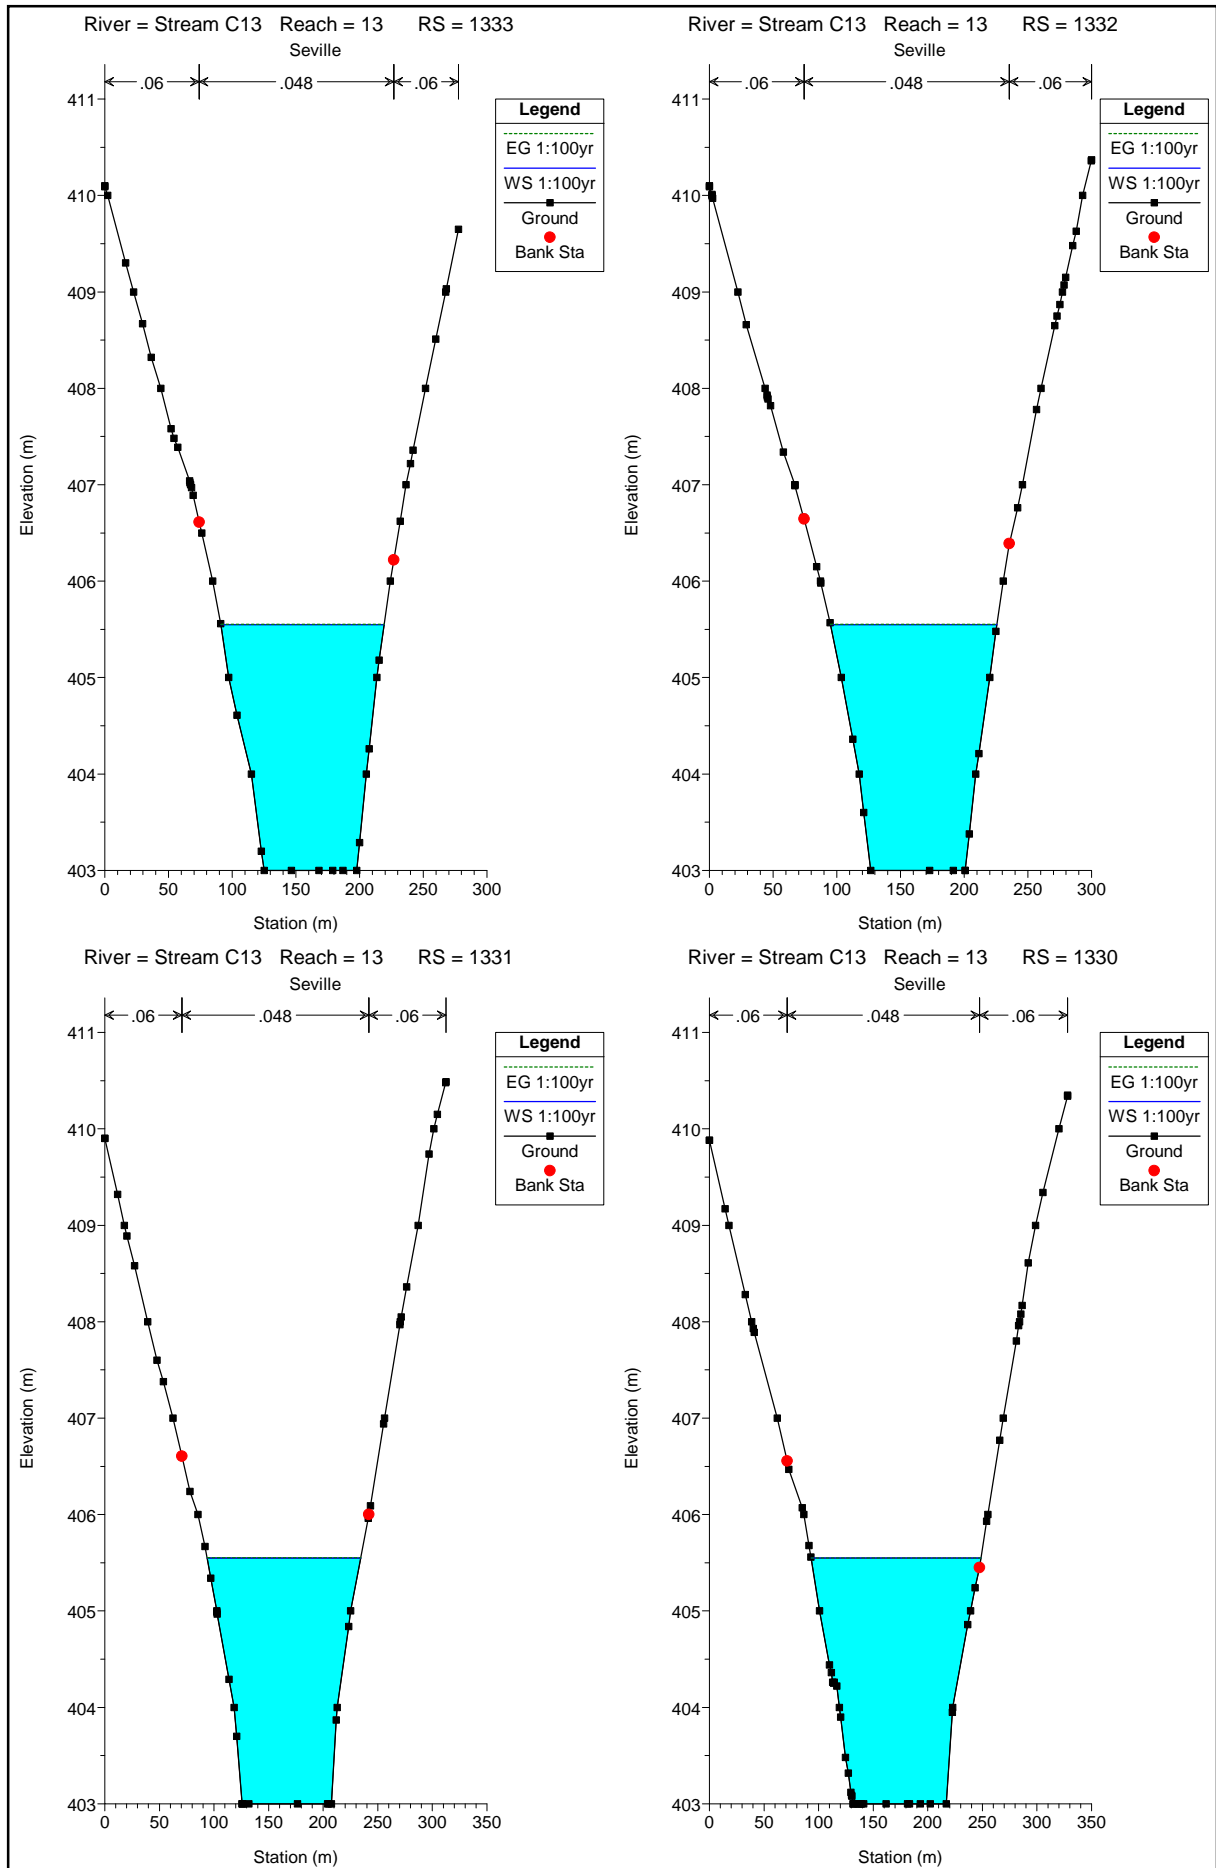 River = Stream C13 Reach = 13 RS = 1333
Seville
.06 .048 .06
411
410
409
408
407
406
405
404
403
Elevation (m)
0 50 100 150 200 250 300
Station (m)
Legend
EG 1:100yr
WS 1:100yr
Ground
Bank Sta
River = Stream C13 Reach = 13 RS = 1332
Seville
.06 .048 .06
411
410
409
408
407
406
405
404
403
Elevation (m)
0 50 100 150 200 250 300
Station (m)
Legend
EG 1:100yr
WS 1:100yr
Ground
Bank Sta
River = Stream C13 Reach = 13 RS = 1331
Seville
.06 .048 .06
411
410
409
408
407
406
405
404
403
Elevation (m)
0 50 100 150 200 250 300 350
Station (m)
Legend
EG 1:100yr
WS 1:100yr
Ground
Bank Sta
River = Stream C13 Reach = 13 RS = 1330
Seville
.06 .048 .06
411
410
409
408
407
406
405
404
403
Elevation (m)
0 50 100 150 200 250 300 350
Station (m)
Legend
EG 1:100yr
WS 1:100yr
Ground
Bank Sta